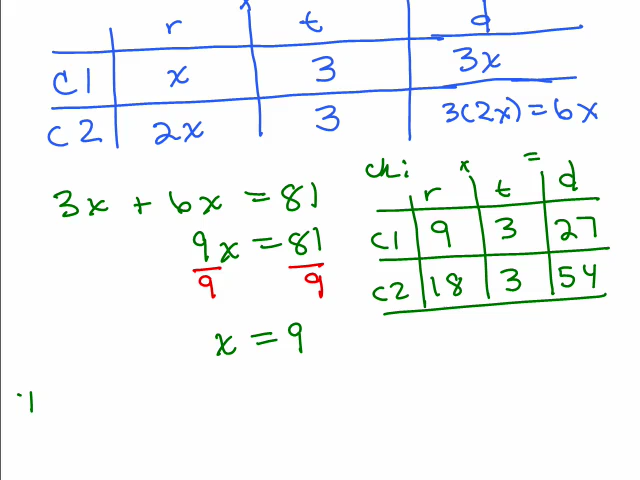 r × t d
C1 x 3 3x
C2 2x 3 3(2x) = 6x
3x + 6x = 81
9x = 81
9 9
x = 9
ch:
r × t = d
C1 9 3 27
C2 18 3 54